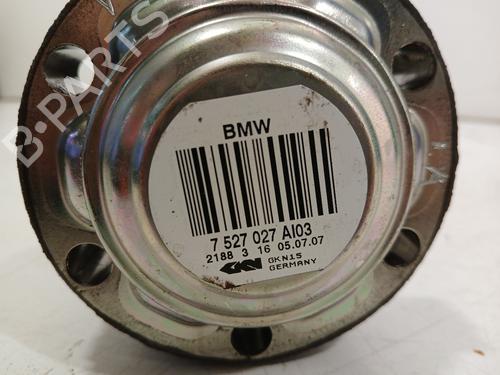 B-PARTS
BMW
7 527 027 AI03
2188 3 16 05.07.07
GKN
GKN15
GERMANY